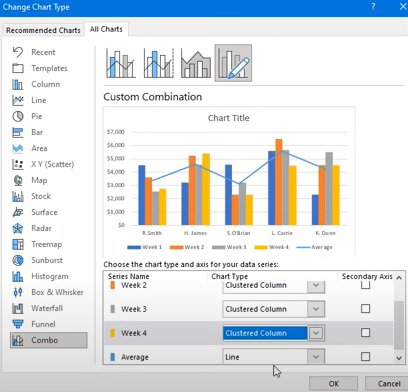 Change Chart Type
?
Recommended Charts
All Charts
Recent
Templates
Column
Line
Pie
Bar
Area
X Y (Scatter)
Map
Stock
Surface
Radar
Treemap
Sunburst
Histogram
Box & Whisker
Waterfall
Funnel
Combo
Custom Combination
Chart Title
$7,000
$6,000
$5,000
$4,000
$3,000
$2,000
$1,000
$0
R.Smith H. James S.O'Brian L. Carrie K. Dunn
Week 1 Week 2 Week 3 Week 4 Average
Choose the chart type and axis for your data series:
Series Name Chart Type Secondary Axis
Week 2 Clustered Column
Week 3 Clustered Column
Week 4 Clustered Column
Average Line
OK Cancel